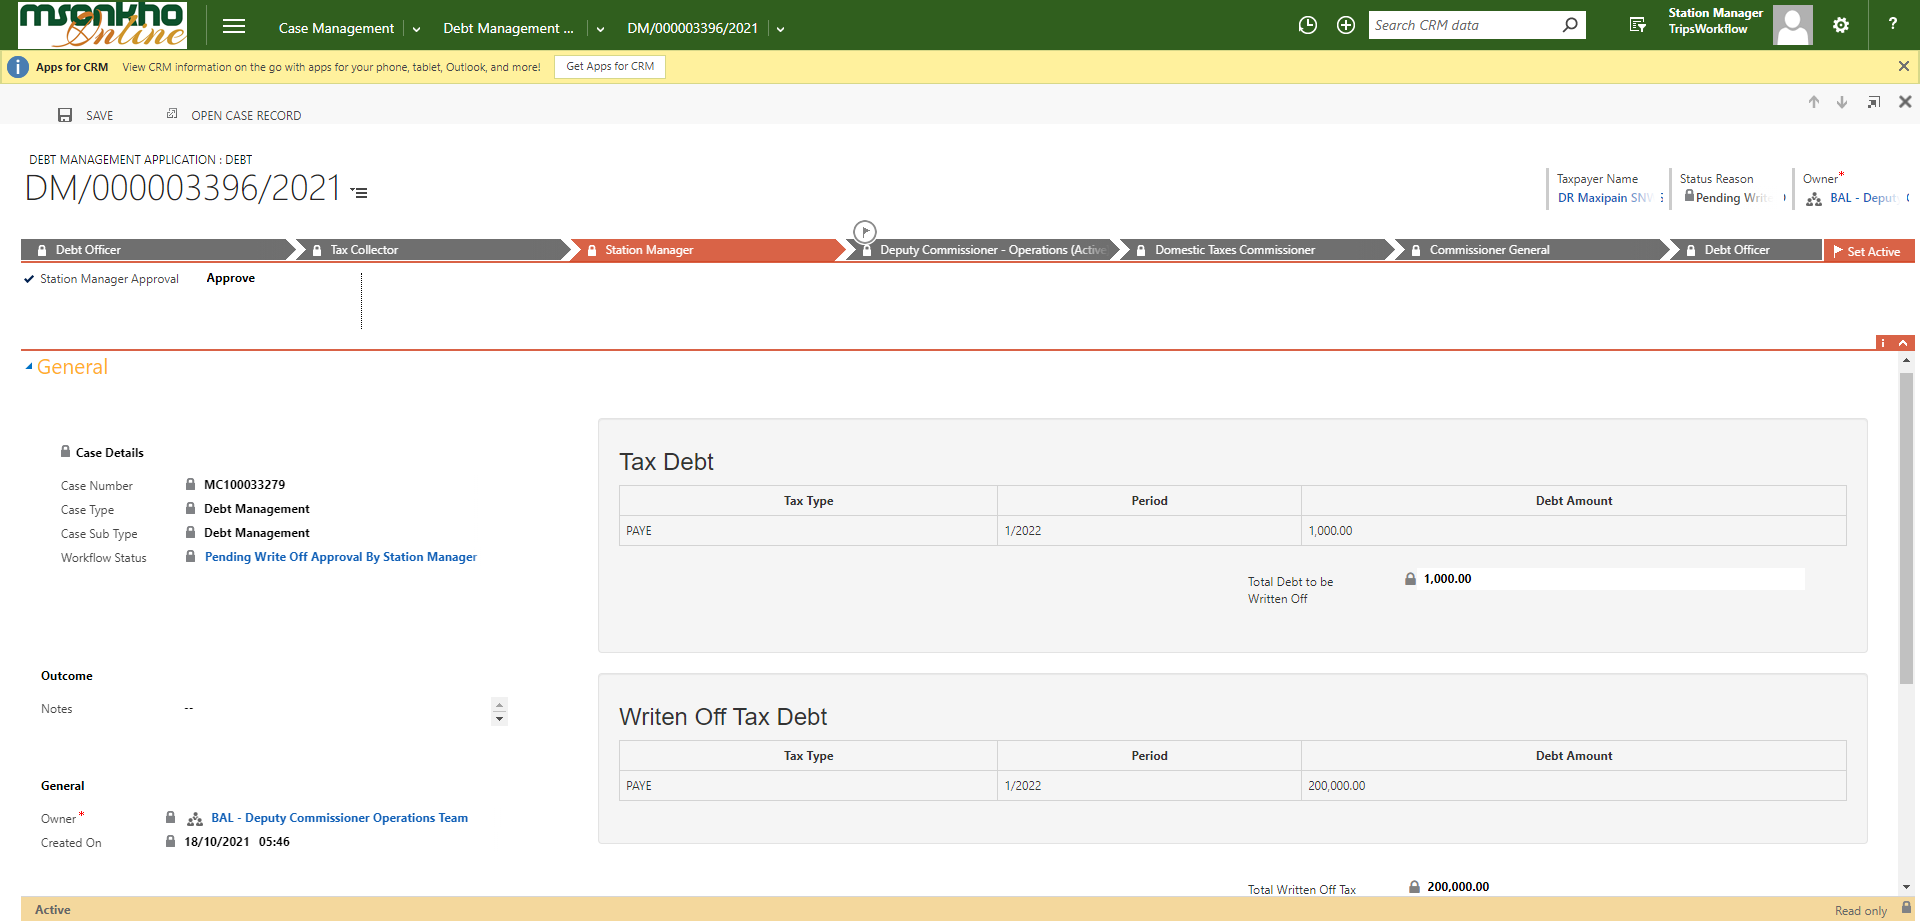 msonkho
Online
Case Management
Debt Management ...
DM/000003396/2021
Search CRM data
Station Manager
TripsWorkflow
?
i
Apps for CRM View CRM information on the go with apps for your phone, tablet, Outlook, and more! Get Apps for CRM
SAVE
OPEN CASE RECORD
DEBT MANAGEMENT APPLICATION : DEBT
DM/000003396/2021
Taxpayer Name
DR Maxipain SNV
Status Reason
Pending Write
Owner*
BAL - Deputy
Debt Officer
Tax Collector
Station Manager
Deputy Commissioner - Operations (Active
Domestic Taxes Commissioner
Commissioner General
Debt Officer
Set Active
Station Manager Approval Approve
i
General
Case Details
Case Number MC100033279
Case Type Debt Management
Case Sub Type Debt Management
Workflow Status Pending Write Off Approval By Station Manager
Outcome
Notes --
General
Owner* BAL - Deputy Commissioner Operations Team
Created On 18/10/2021 05:46
Tax Debt
Tax Type Period Debt Amount
PAYE 1/2022 1,000.00
Total Debt to be
Written Off
1,000.00
Writen Off Tax Debt
Tax Type Period Debt Amount
PAYE 1/2022 200,000.00
Total Written Off Tax 200,000.00
Active
Read only